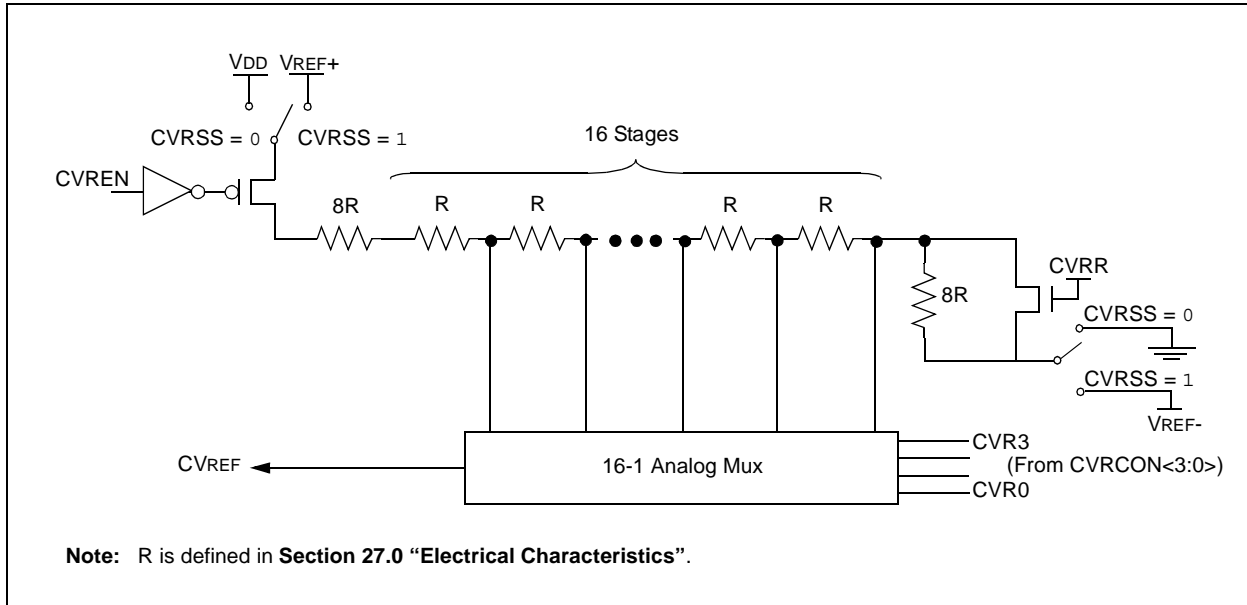 VDD VREF+
CVRSS = 0 CVRSS = 1
16 Stages
CVREN
8R R R R R
CVRR
8R
CVRSS = 0
CVRSS = 1
VREF-
CVREF
16-1 Analog Mux
CVR3
(From CVRCON<3:0>)
CVR0
Note: R is defined in Section 27.0 “Electrical Characteristics”.